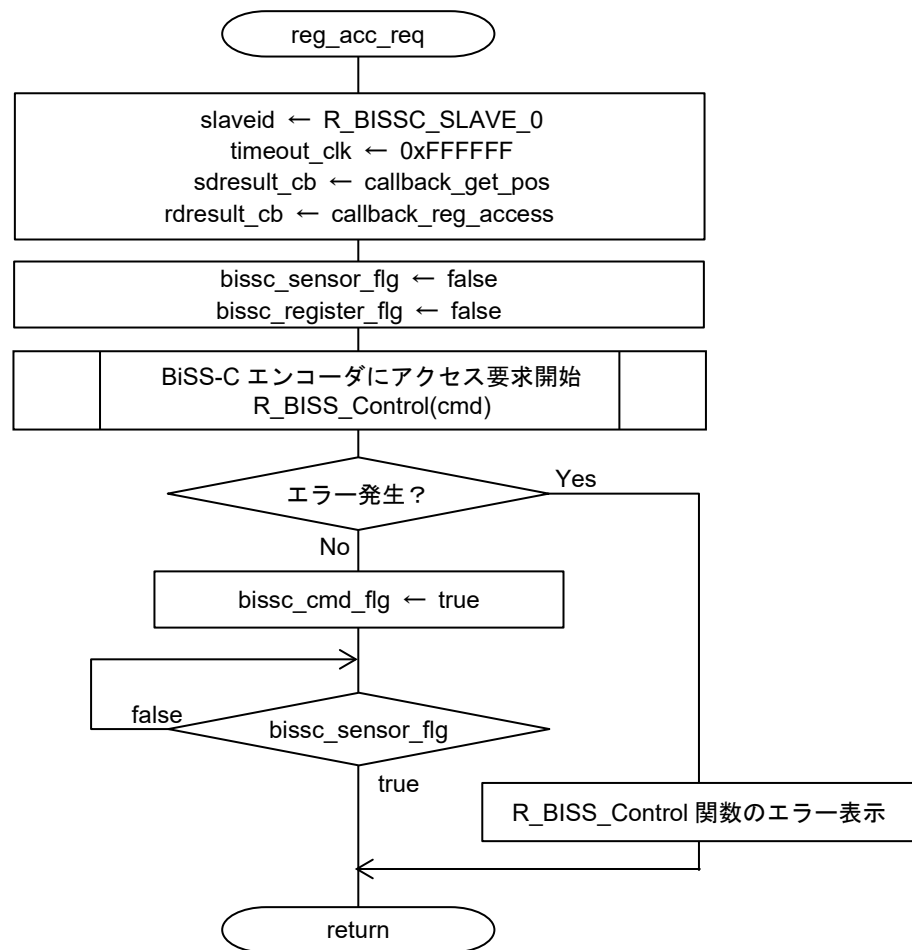 reg_acc_req
slaveid ← R_BISSC_SLAVE_0
timeout_clk ← 0xFFFFFF
sdresult_cb ← callback_get_pos
rdresult_cb ← callback_reg_access
bissc_sensor_flg ← false
bissc_register_flg ← false
BiSS-C エンコーダにアクセス要求開始
R_BISS_Control(cmd)
エラー発生？
Yes
No
bissc_cmd_flg ← true
false
bissc_sensor_flg
true
R_BISS_Control 関数のエラー表示
return